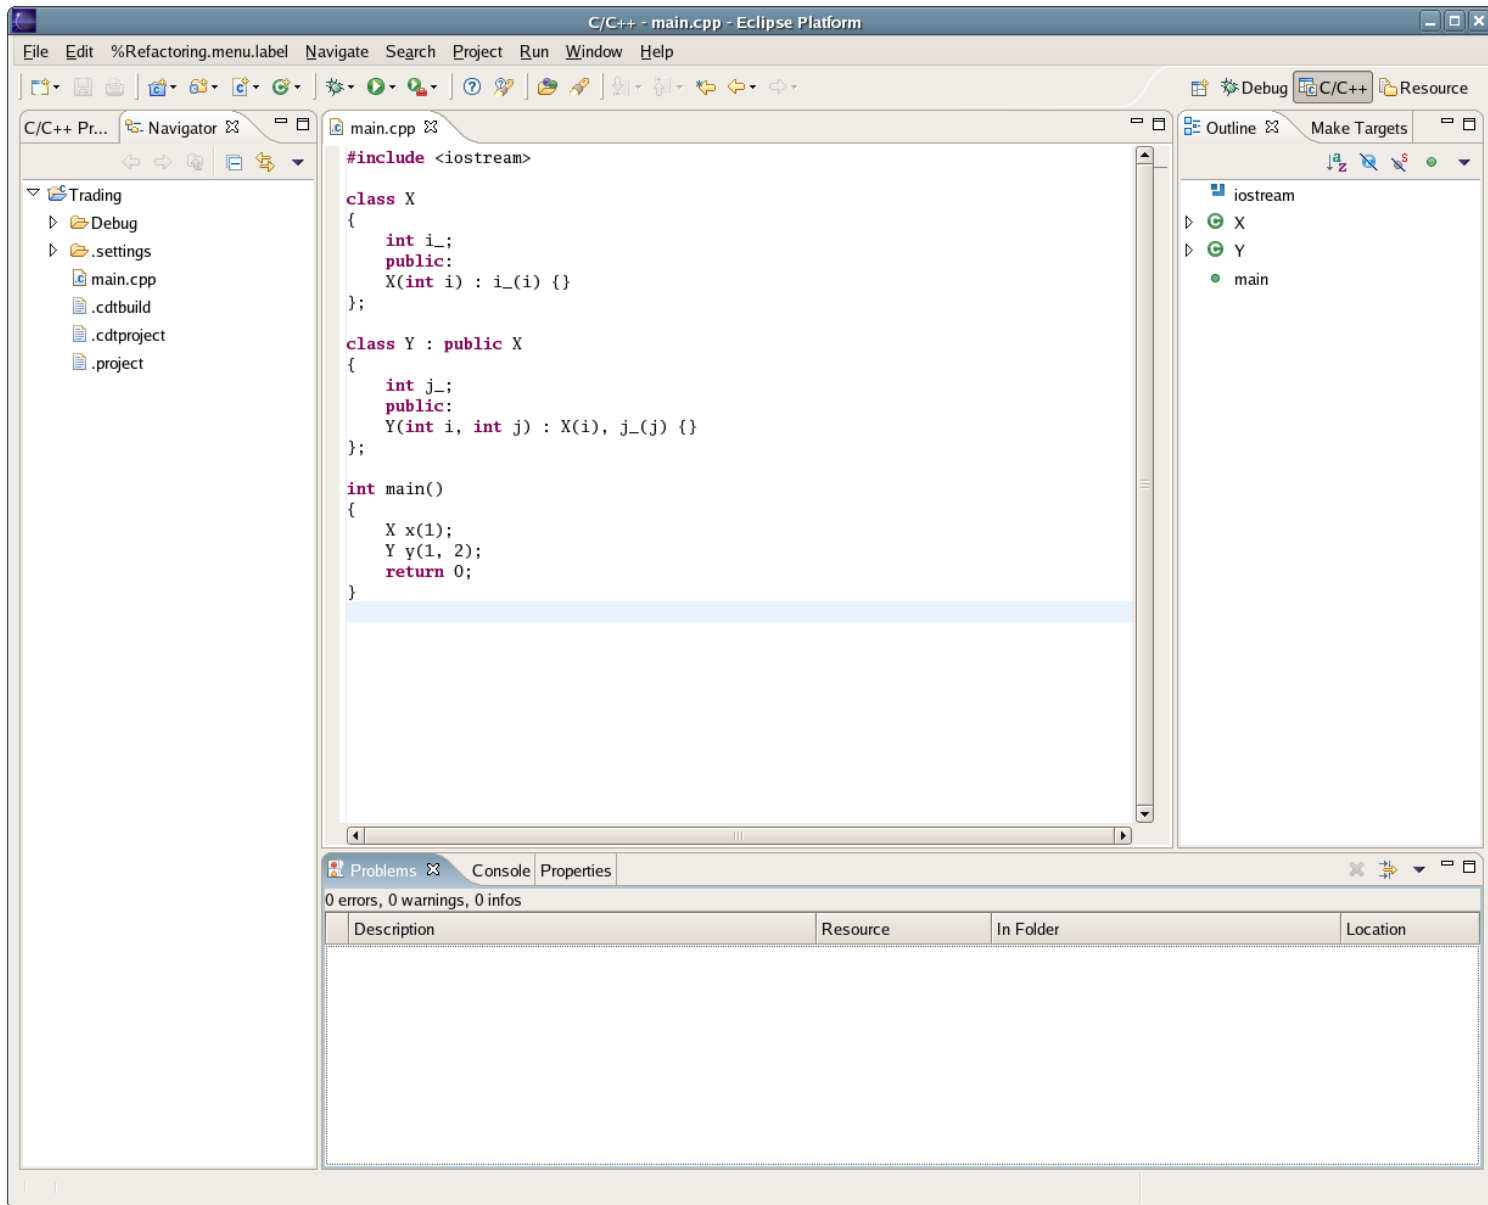 C/C++ - main.cpp - Eclipse Platform
File Edit %Refactoring.menu.label Navigate Search Project Run Window Help
Debug C/C++ Resource
C/C++ Pr... Navigator
Trading
Debug
.settings
main.cpp
.cdtbuild
.cdtproject
.project
main.cpp
#include <iostream>
class X
{
    int i_;
    public:
    X(int i) : i_(i) {}
};
class Y : public X
{
    int j_;
    public:
    Y(int i, int j) : X(i), j_(j) {}
};
int main()
{
    X x(1);
    Y y(1, 2);
    return 0;
}
Outline Make Targets
iostream
X
Y
main
Problems Console Properties
0 errors, 0 warnings, 0 infos
Description Resource In Folder Location